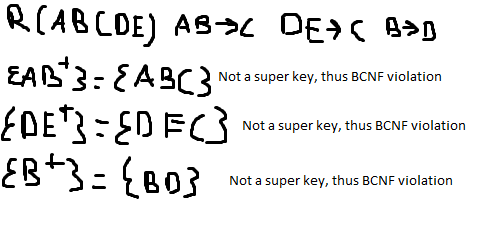 R(ABCDE) AB→C DE→C B→D
{AB⁺}={ABC} Not a super key, thus BCNF violation
{DE⁺}={DEC} Not a super key, thus BCNF violation
{B⁺}={BD} Not a super key, thus BCNF violation